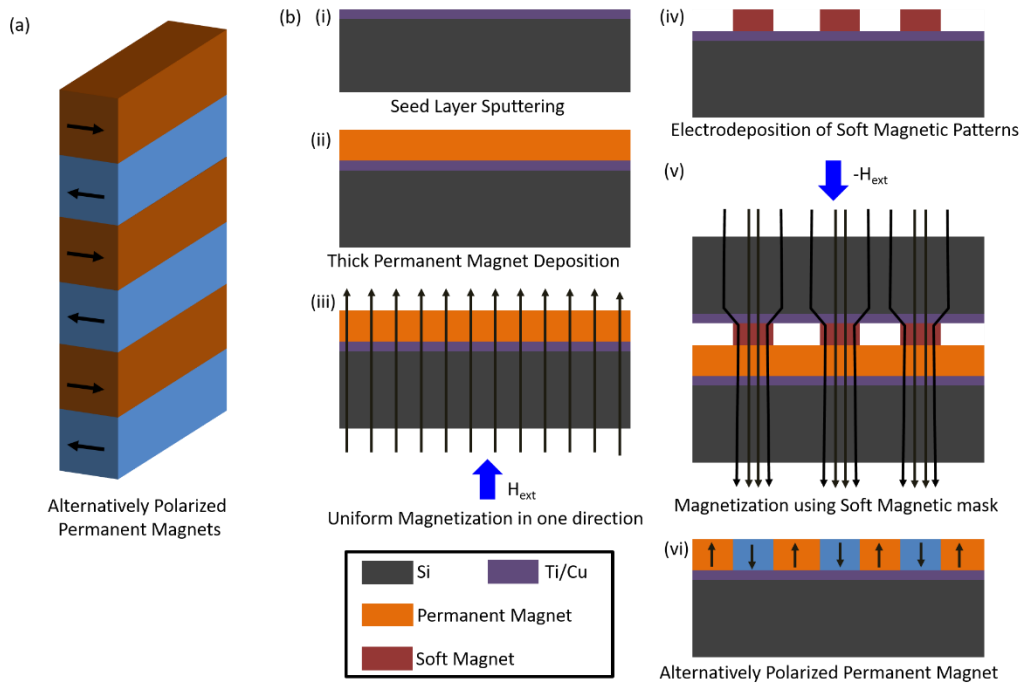 (a)
Alternatively Polarized
Permanent Magnets
(b)
(i)
Seed Layer Sputtering
(ii)
Thick Permanent Magnet Deposition
(iii)
H_ext
Uniform Magnetization in one direction
Si
Ti/Cu
Permanent Magnet
Soft Magnet
(iv)
Electrodeposition of Soft Magnetic Patterns
(v)
-H_ext
Magnetization using Soft Magnetic mask
(vi)
Alternatively Polarized Permanent Magnet